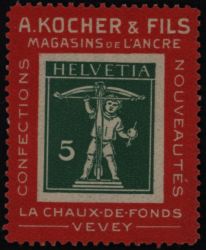 A. KOCHER & FILS
MAGASINS DE L'ANCRE
CONFECTIONS
HELVETIA
5
NOUVEAUTÉS
LA CHAUX-DE-FONDS
VEVEY